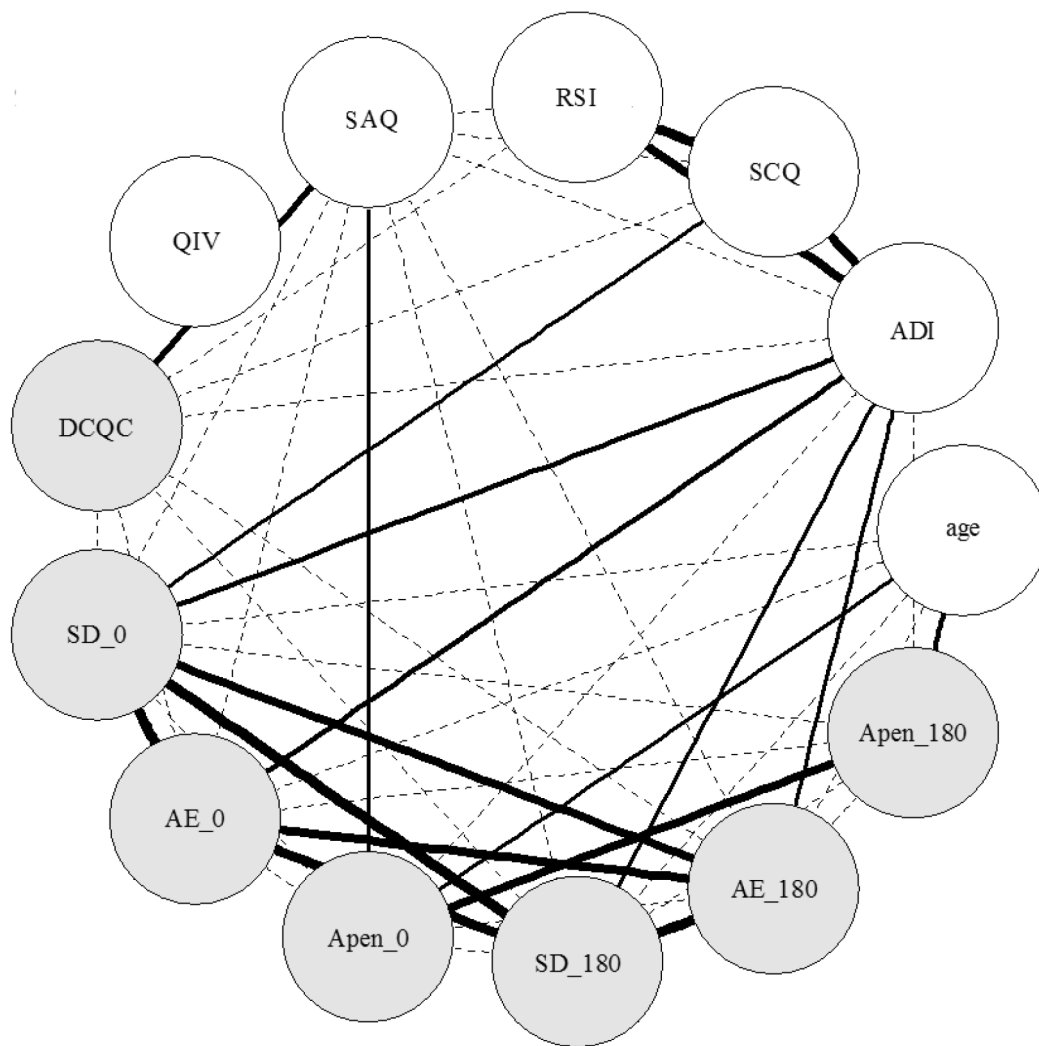 RSI
SAQ
SCQ
QIV
ADI
DCQC
age
SD_0
Apen_180
AE_0
AE_180
Apen_0
SD_180